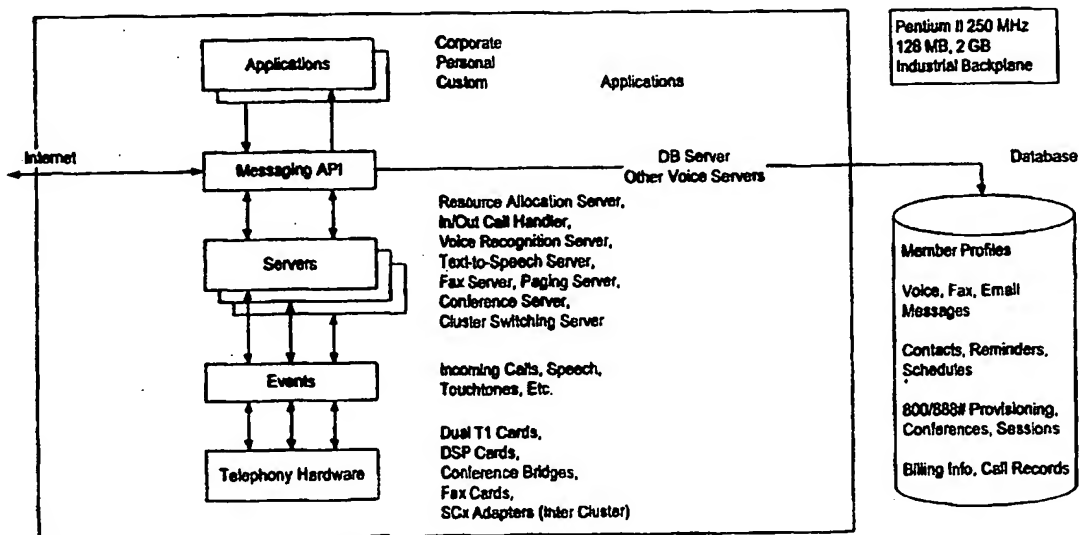 Applications
Corporate
Personal
Custom
Applications
Pentium II 250 MHz
128 MB, 2 GB
Industrial Backplane
Internet
Messaging API
DB Server
Other Voice Servers
Database
Servers
Resource Allocation Server,
In/Out Call Handler,
Voice Recognition Server,
Text-to-Speech Server,
Fax Server, Paging Server,
Conference Server,
Cluster Switching Server
Events
Incoming Calls, Speech,
Touchtones, Etc.
Telephony Hardware
Dual T1 Cards,
DSP Cards,
Conference Bridges,
Fax Cards,
SCx Adapters (Inter Cluster)
Member Profiles
Voice, Fax, Email
Messages
Contacts, Reminders,
Schedules
800/888# Provisioning,
Conferences, Sessions
Billing Info, Call Records